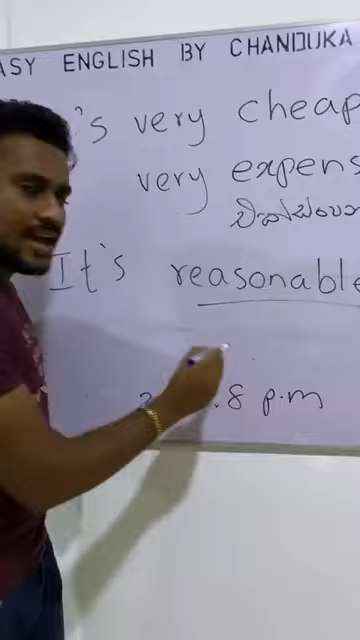 ASY ENGLISH BY CHANDUKA
's very cheap
very expens
It's reasonable
.8 p.m